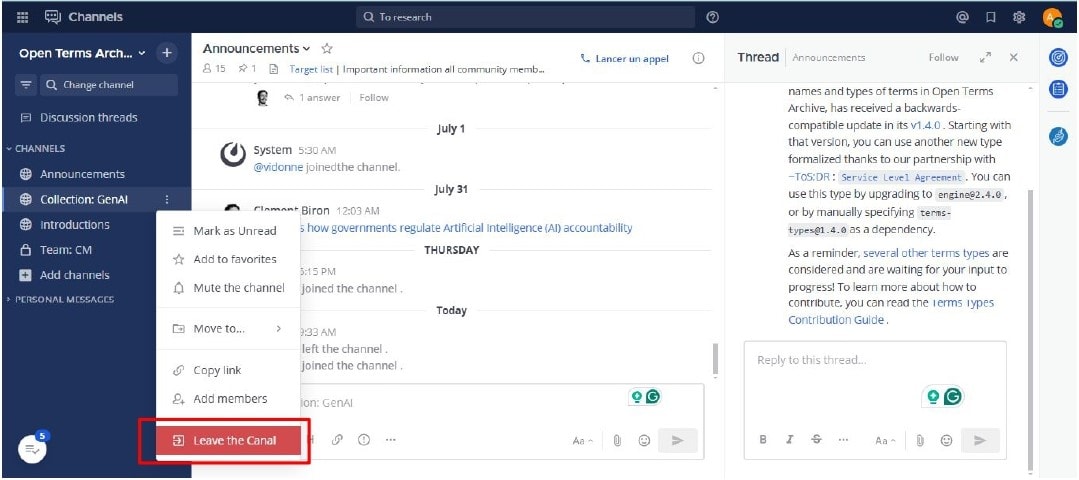 Channels
To research
Open Terms Arch...
Change channel
Discussion threads
CHANNELS
Announcements
Collection: GenAI
Introductions
Team: CM
Add channels
PERSONAL MESSAGES
5
Mark as Unread
Add to favorites
Mute the channel
Move to...
Copy link
Add members
Leave the Canal
Announcements
15 1 Target list | Important information all community memb...
Lancer un appel
1 answer Follow
July 1
System 5:30 AM
@vidonne joinedthe channel.
July 31
Clement Biron 12:03 AM
s how governments regulate Artificial Intelligence (AI) accountability
THURSDAY
5:15 PM
joined the channel .
Today
9:33 AM
left the channel .
joined the channel .
ion: GenAI
H
Aa
Thread Announcements Follow
names and types of terms in Open Terms
Archive, has received a backwards-
compatible update in its v1.4.0 . Starting with
that version, you can use another new type
formalized thanks to our partnership with
~ToS;DR : Service Level Agreement. You can
use this type by upgrading to engine@2.4.0 ,
or by manually specifying terms-
types@1.4.0 as a dependency.
As a reminder, several other terms types are
considered and are waiting for your input to
progress! To learn more about how to
contribute, you can read the Terms Types
Contribution Guide .
Reply to this thread...
B I S Aa